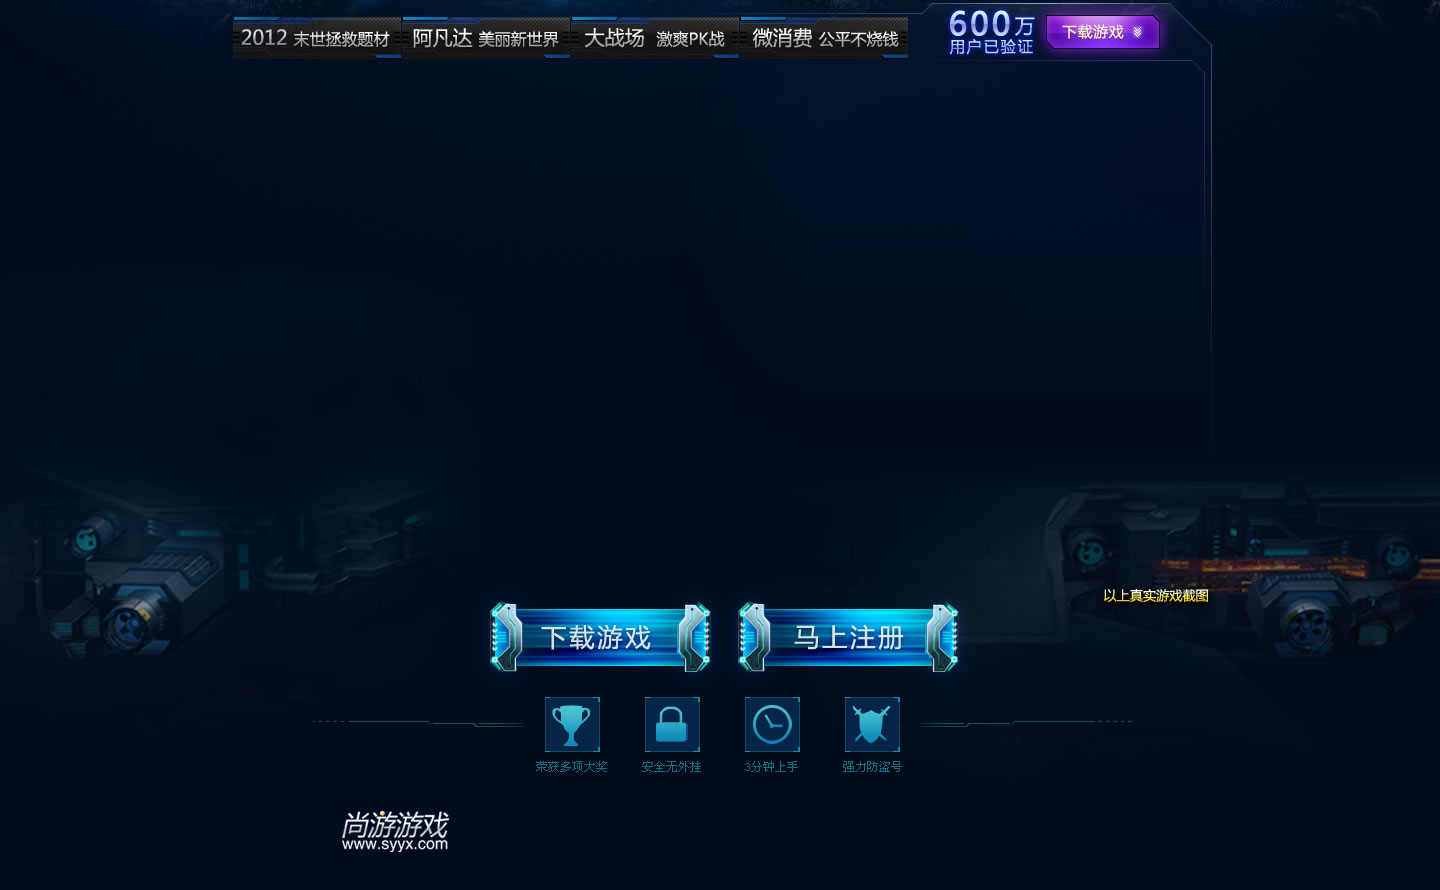 2012 末世拯救题材
阿凡达 美丽新世界
大战场 激爽PK战
微消费 公平不烧钱
600万
用户已验证
下载游戏
以上真实游戏截图
下载游戏
马上注册
荣获多项大奖
安全无外挂
3分钟上手
强力防盗号
尚游游戏
www.syyx.com